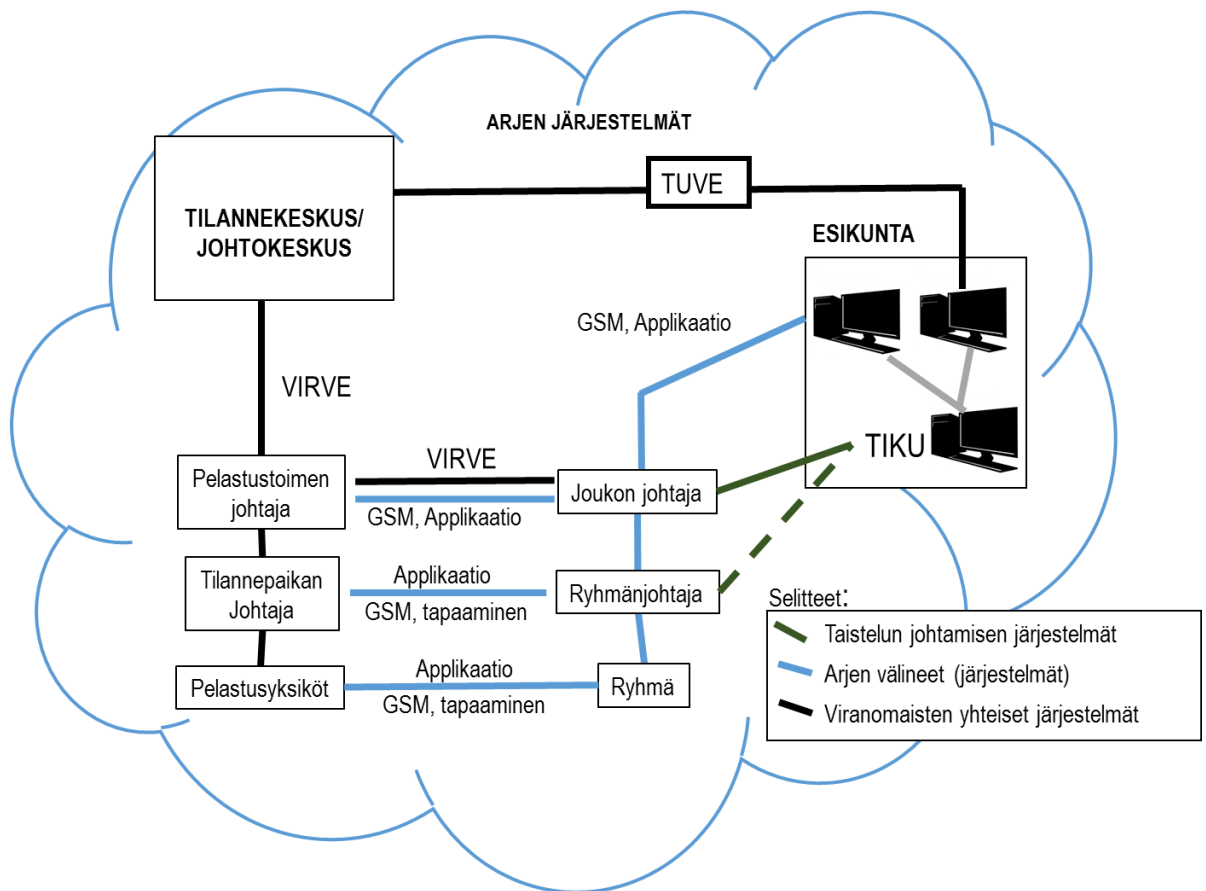 ARJEN JÄRJESTELMÄT
TUVE
TILANNEKESKUS/
JOHTOKESKUS
ESIKUNTA
GSM, Applikaatio
VIRVE
TIKU
VIRVE
Pelastustoimen
johtaja
Joukon johtaja
GSM, Applikaatio
Tilannepaikan
Johtaja
Applikaatio
GSM, tapaaminen
Ryhmänjohtaja
Pelastusyksiköt
Applikaatio
GSM, tapaaminen
Ryhmä
Selitteet:
Taistelun johtamisen järjestelmät
Arjen välineet (järjestelmät)
Viranomaisten yhteiset järjestelmät